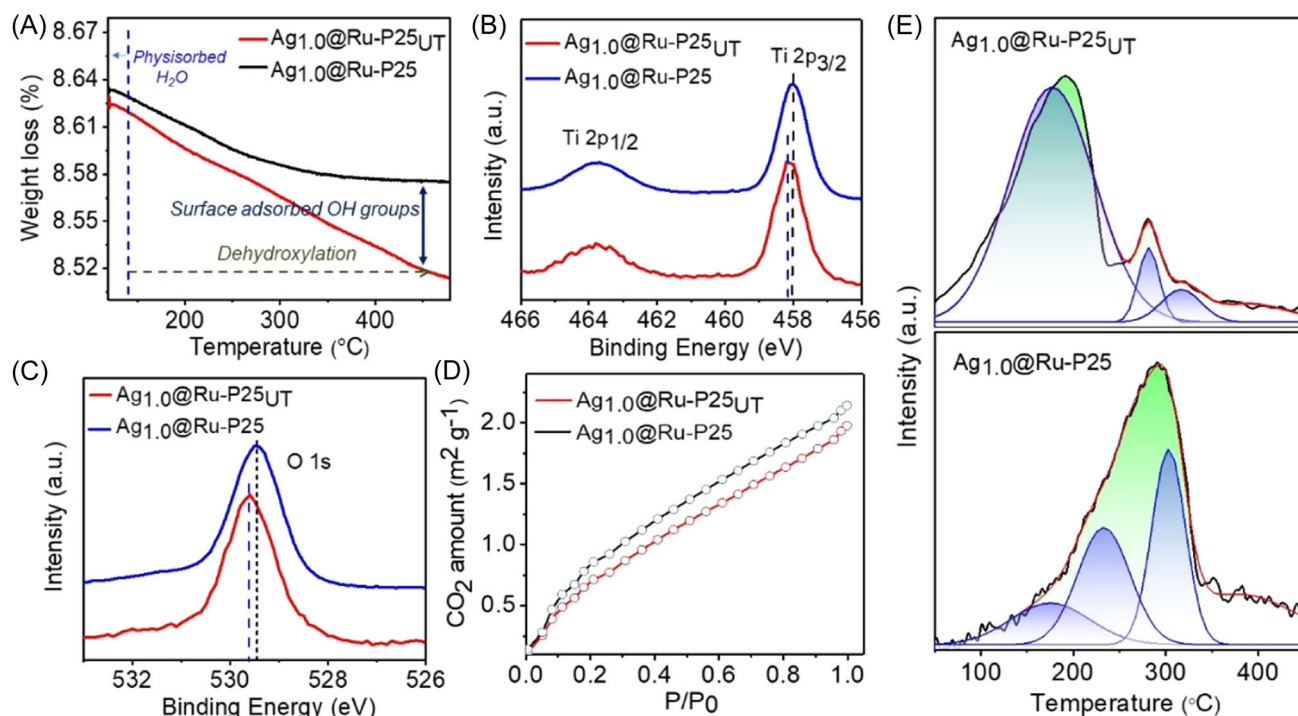 (A)
8.67
8.64
8.61
8.58
8.55
8.52
Weight loss (%)
Physisorbed
H2O
Ag1.0@Ru-P25UT
Ag1.0@Ru-P25
Surface adsorbed OH groups
Dehydroxylation
200 300 400
Temperature (°C)
(B)
Ag1.0@Ru-P25UT
Ag1.0@Ru-P25
Ti 2p3/2
Ti 2p1/2
Intensity (a.u.)
466 464 462 460 458 456
Binding Energy (eV)
(C)
Ag1.0@Ru-P25UT
Ag1.0@Ru-P25
O 1s
Intensity (a.u.)
532 530 528 526
Binding Energy (eV)
(D)
Ag1.0@Ru-P25UT
Ag1.0@Ru-P25
CO2 amount (m2 g-1)
2.0
1.5
1.0
0.5
0.0 0.2 0.4 0.6 0.8 1.0
P/P0
(E)
Ag1.0@Ru-P25UT
Ag1.0@Ru-P25
Intensity (a.u.)
100 200 300 400
Temperature (°C)